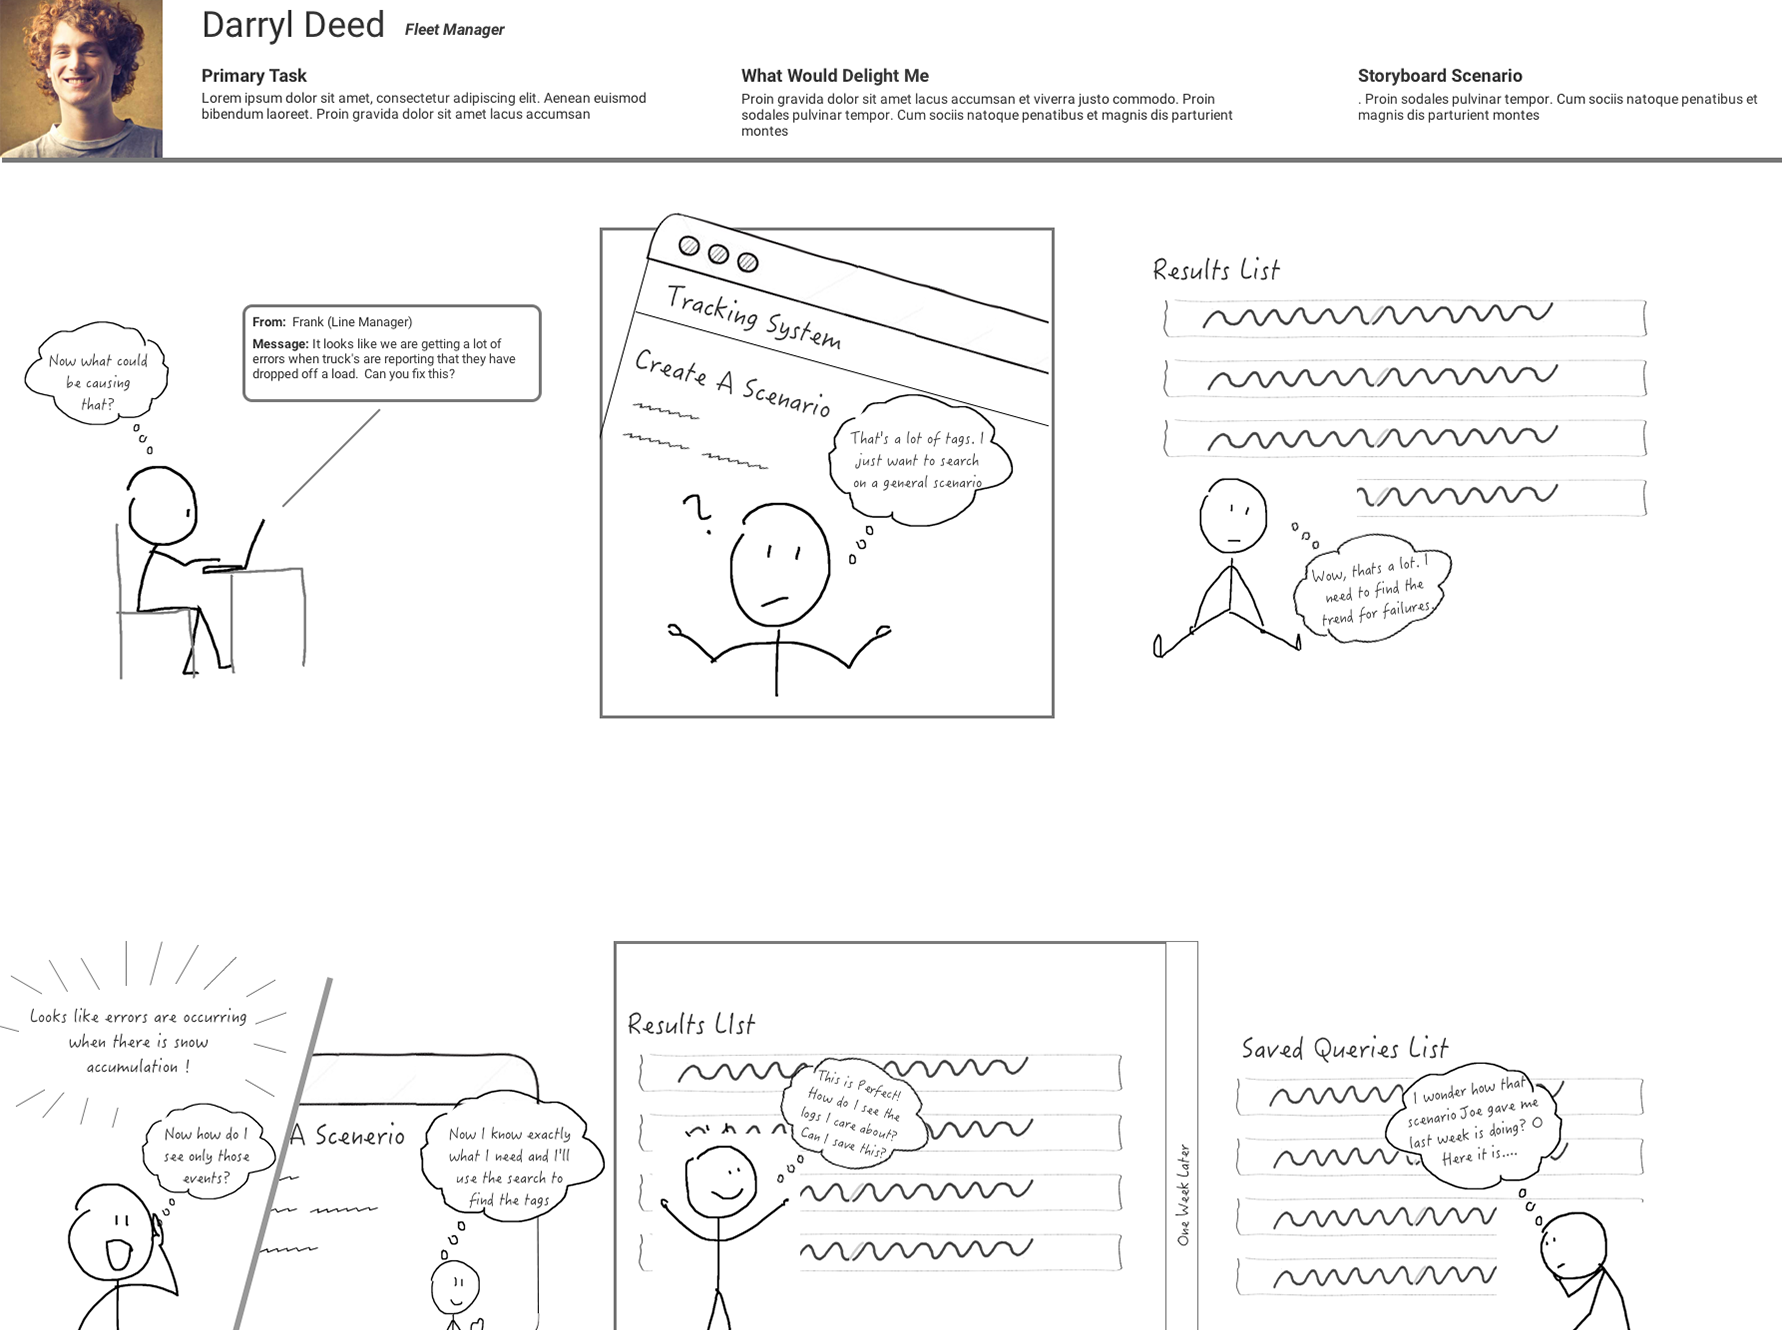 Darryl Deed Fleet Manager
Primary Task
Lorem ipsum dolor sit amet, consectetur adipiscing elit. Aenean euismod
bibendum laoreet. Proin gravida dolor sit amet lacus accumsan
What Would Delight Me
Proin gravida dolor sit amet lacus accumsan et viverra justo commodo. Proin
sodales pulvinar tempor. Cum sociis natoque penatibus et magnis dis parturient
montes
Storyboard Scenario
. Proin sodales pulvinar tempor. Cum sociis natoque penatibus et
magnis dis parturient montes
Now what could
be causing
that?
From: Frank (Line Manager)
Message: It looks like we are getting a lot of
errors when truck's are reporting that they have
dropped off a load. Can you fix this?
Tracking System
Create A Scenario
That's a lot of tags. I
just want to search
on a general scenario
?
Results List
Wow, thats a lot. I
need to find the
trend for failures.
Looks like errors are occurring
when there is snow
accumulation !
Now how do I
see only those
events?
A Scenerio
Now I know exactly
what I need and I'll
use the search to
find the tags
Results LIst
This is Perfect!
How do I see the
logs I care about?
Can I save this?
One Week Later
Saved Queries List
I wonder how that
scenario Joe gave me
last week is doing? O
Here it is....